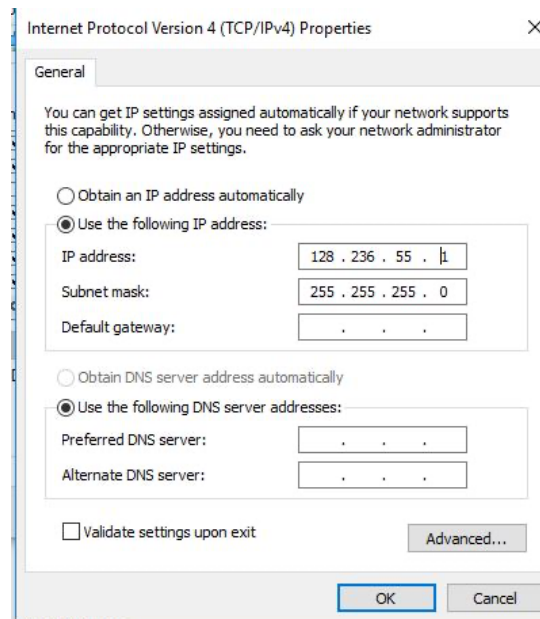 Internet Protocol Version 4 (TCP/IPv4) Properties
General
You can get IP settings assigned automatically if your network supports
this capability. Otherwise, you need to ask your network administrator
for the appropriate IP settings.
Obtain an IP address automatically
Use the following IP address:
IP address: 128 . 236 . 55 . 1
Subnet mask: 255 . 255 . 255 . 0
Default gateway: . . .
Obtain DNS server address automatically
Use the following DNS server addresses:
Preferred DNS server: . . .
Alternate DNS server: . . .
Validate settings upon exit
Advanced...
OK Cancel